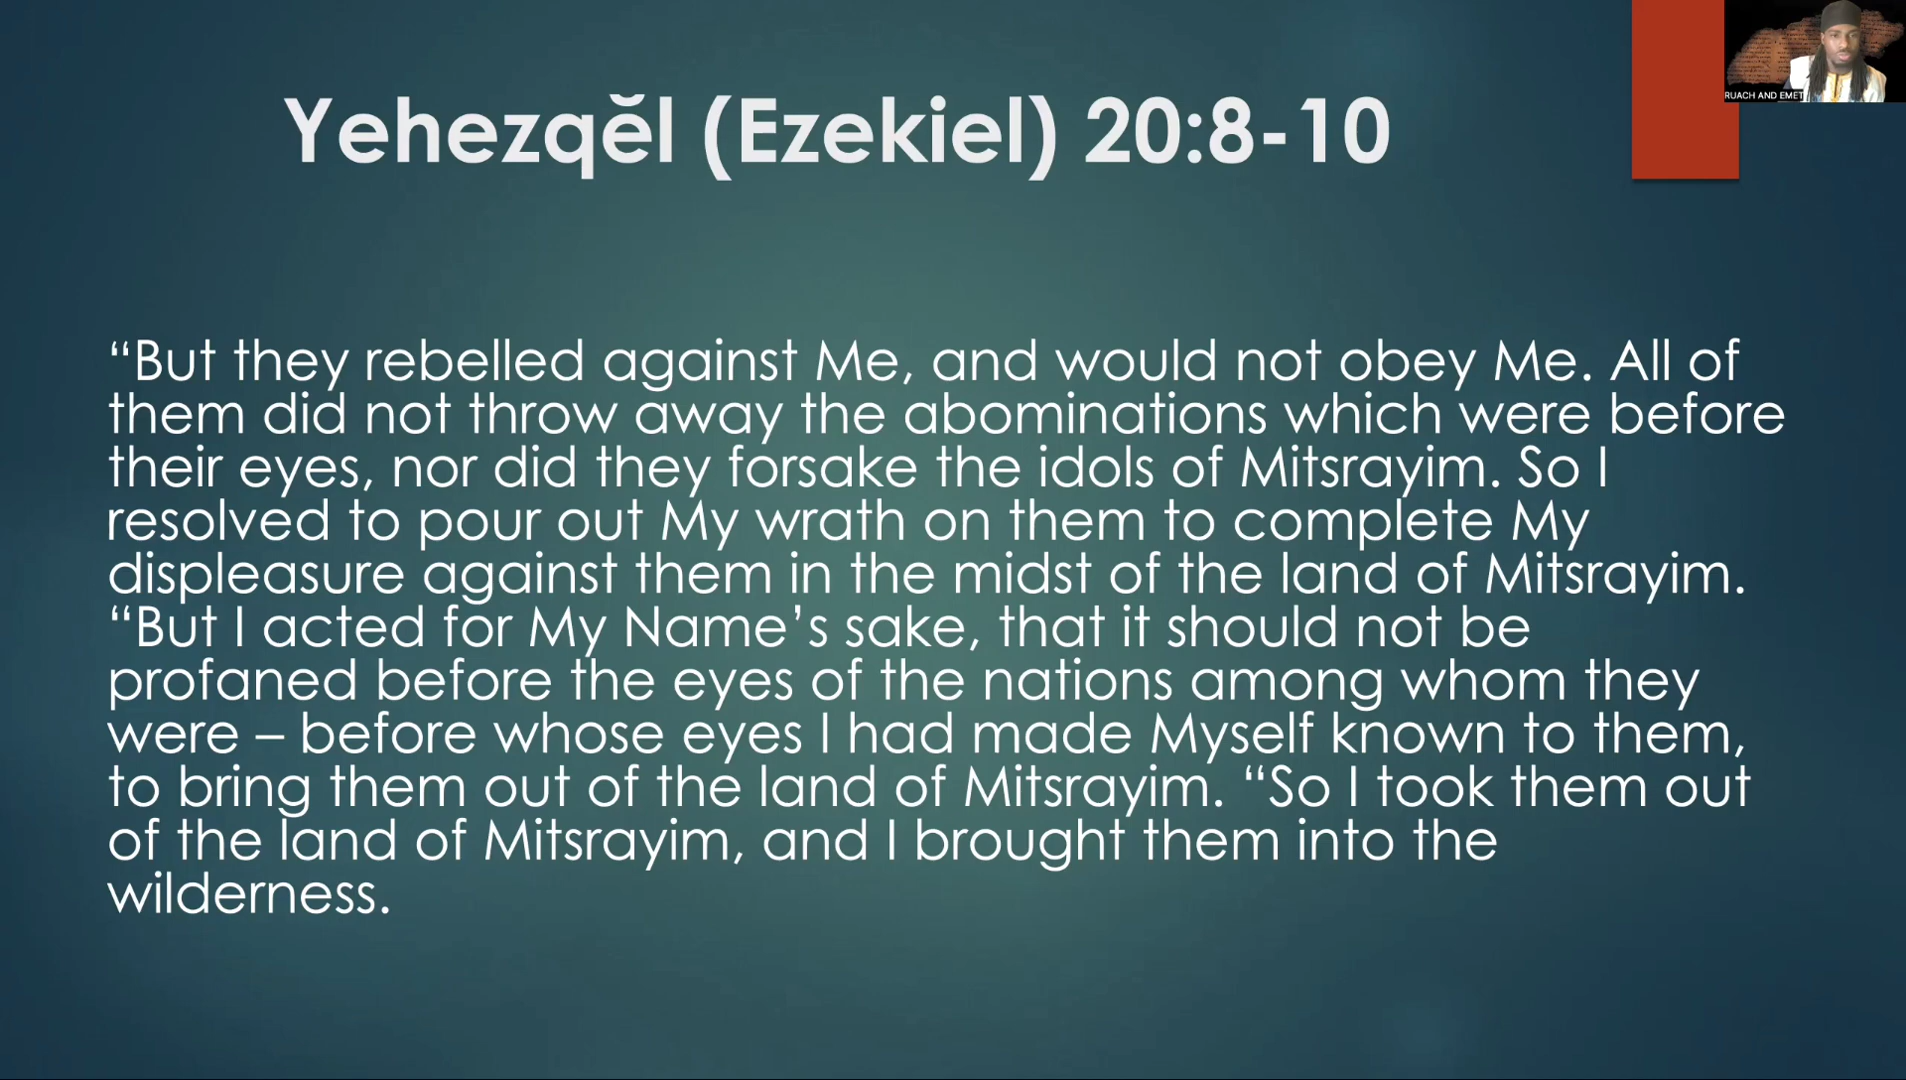 Yehezqĕl (Ezekiel) 20:8-10
RUACH AND EMET
“But they rebelled against Me, and would not obey Me. All of
them did not throw away the abominations which were before
their eyes, nor did they forsake the idols of Mitsrayim. So I
resolved to pour out My wrath on them to complete My
displeasure against them in the midst of the land of Mitsrayim.
“But I acted for My Name’s sake, that it should not be
profaned before the eyes of the nations among whom they
were – before whose eyes I had made Myself known to them,
to bring them out of the land of Mitsrayim. “So I took them out
of the land of Mitsrayim, and I brought them into the
wilderness.